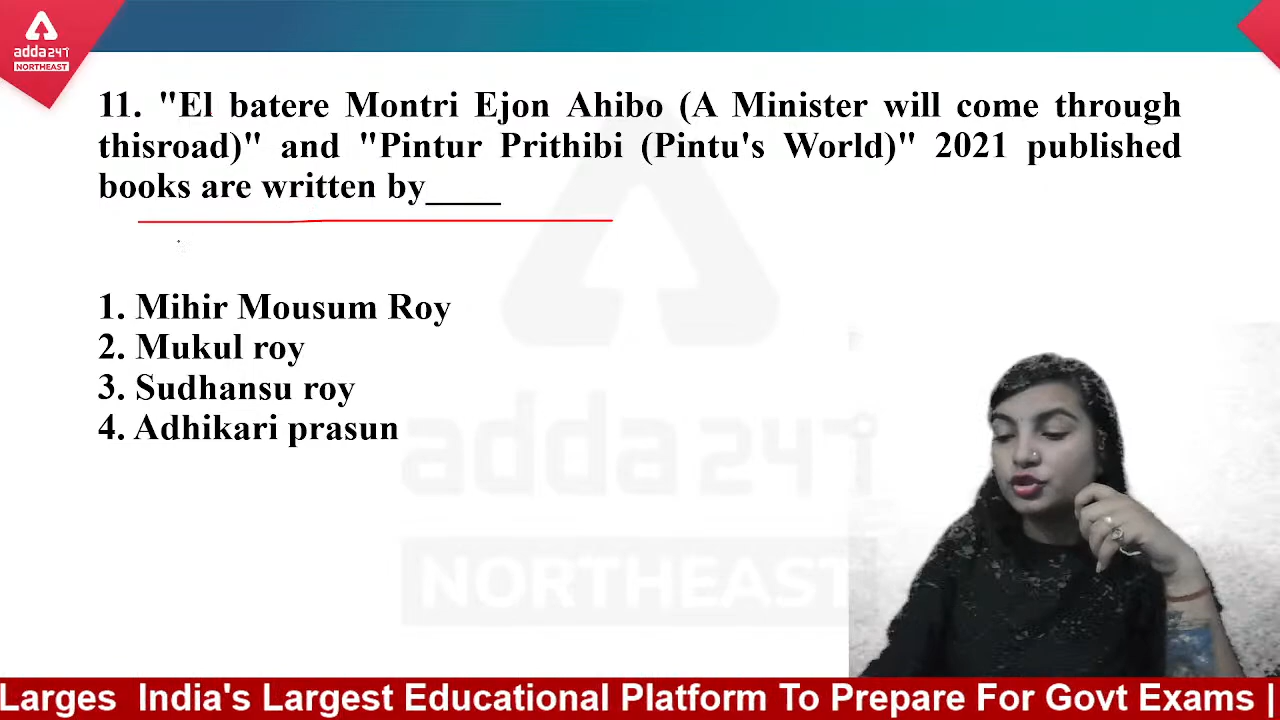 adda247
NORTHEAST
11. "El batere Montri Ejon Ahibo (A Minister will come through
thisroad)" and "Pintur Prithibi (Pintu's World)" 2021 published
books are written by____
1. Mihir Mousum Roy
2. Mukul roy
3. Sudhansu roy
4. Adhikari prasun
adda247
NORTHEAST
Larges India's Largest Educational Platform To Prepare For Govt Exams |